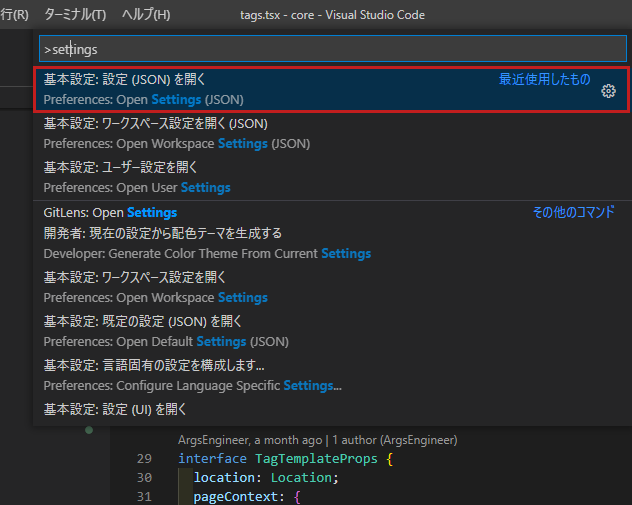 行(R) ターミナル(T) ヘルプ(H) tags.tsx - core - Visual Studio Code
>settings
基本設定: 設定 (JSON) を開く 最近使用したもの
Preferences: Open Settings (JSON)
基本設定: ワークスペース設定を開く (JSON)
Preferences: Open Workspace Settings (JSON)
基本設定: ユーザー設定を開く
Preferences: Open User Settings
GitLens: Open Settings その他のコマンド
開発者: 現在の設定から配色テーマを生成する
Developer: Generate Color Theme From Current Settings
基本設定: ワークスペース設定を開く
Preferences: Open Workspace Settings
基本設定: 既定の設定 (JSON) を開く
Preferences: Open Default Settings (JSON)
基本設定: 言語固有の設定を構成します...
Preferences: Configure Language Specific Settings...
基本設定: 設定 (UI) を開く
ArgsEngineer, a month ago | 1 author (ArgsEngineer)
29 interface TagTemplateProps {
30 location: Location;
31 pageContext: {